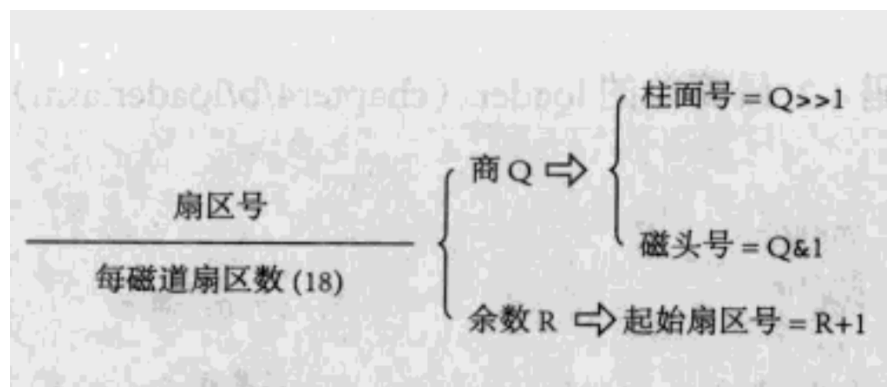 柱面号 = Q>>1
商 Q ⇨
扇区号
磁头号 = Q&1
每磁道扇区数 (18)
余数 R ⇨ 起始扇区号 = R+1